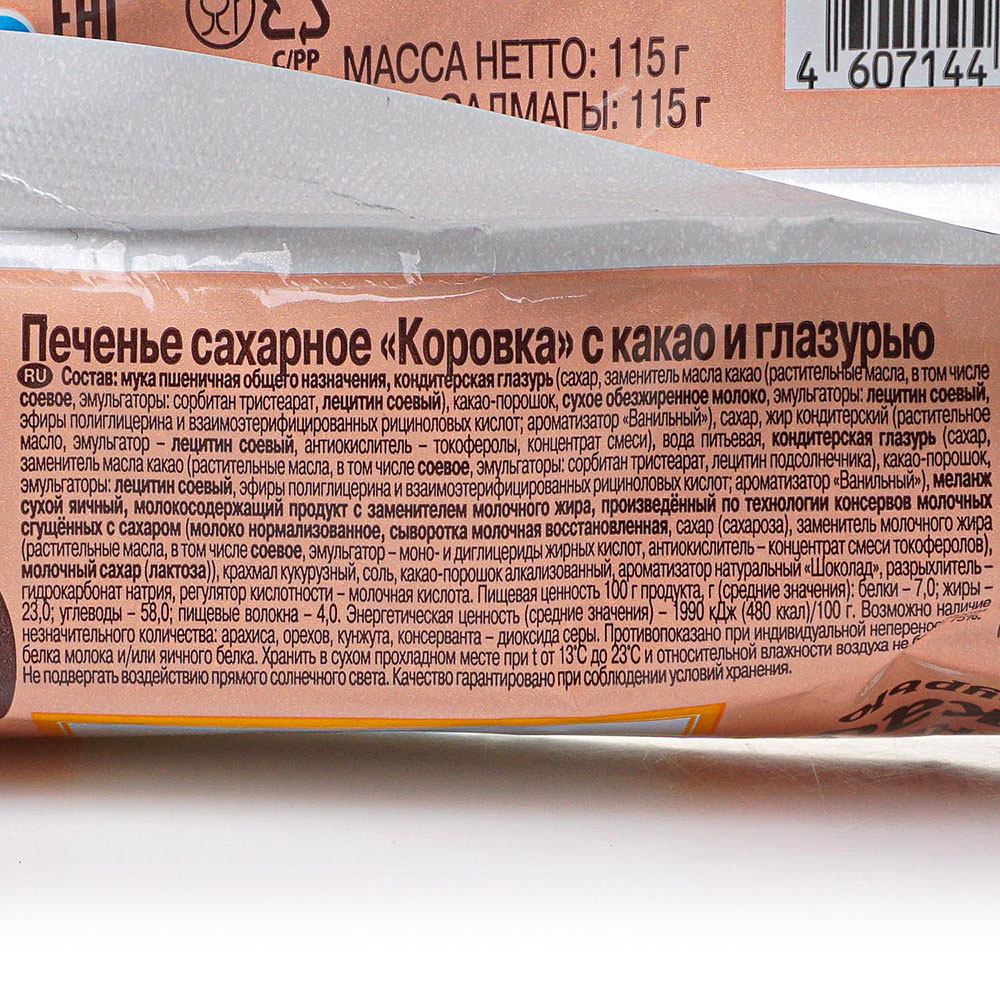 ЕАС
C/PP
МАССА НЕТТО: 115 г
САЛМАГЫ: 115 г
4 607144
Печенье сахарное «Коровка» с какао и глазурью
RU Состав: мука пшеничная общего назначения, кондитерская глазурь (сахар, заменитель масла какао (растительные масла, в том числе
соевое, эмульгаторы: сорбитан тристеарат, лецитин соевый), какао-порошок, сухое обезжиренное молоко, эмульгаторы: лецитин соевый,
эфиры полиглицерина и взаимоэтерифицированных рициноловых кислот; ароматизатор «Ванильный»), сахар, жир кондитерский (растительное
масло, эмульгатор – лецитин соевый, антиокислитель – токоферолы, концентрат смеси), вода питьевая, кондитерская глазурь (сахар,
заменитель масла какао (растительные масла, в том числе соевое, эмульгаторы: сорбитан тристеарат, лецитин подсолнечника), какао-порошок,
эмульгаторы: лецитин соевый, эфиры полиглицерина и взаимоэтерифицированных рициноловых кислот; ароматизатор «Ванильный»), меланж
сухой яичный, молокосодержащий продукт с заменителем молочного жира, произведённый по технологии консервов молочных
сгущённых с сахаром (молоко нормализованное, сыворотка молочная восстановленная, сахар (сахароза), заменитель молочного жира
(растительные масла, в том числе соевое, эмульгатор – моно- и диглицериды жирных кислот, антиокислитель – концентрат смеси токоферолов),
молочный сахар (лактоза)), крахмал кукурузный, соль, какао-порошок алкализованный, ароматизатор натуральный «Шоколад», разрыхлитель –
гидрокарбонат натрия, регулятор кислотности – молочная кислота. Пищевая ценность 100 г продукта, г (средние значения): белки – 7,0; жиры –
23,0; углеводы – 58,0; пищевые волокна – 4,0. Энергетическая ценность (средние значения) – 1990 кДж (480 ккал)/100 г. Возможно наличие
незначительного количества: арахиса, орехов, кунжута, консерванта – диоксида серы. Противопоказано при индивидуальной
белка молока и/или яичного белка. Хранить в сухом прохладном месте при t от 13°С до 23°С и относительной влажности воздуха не 75%.
Не подвергать воздействию прямого солнечного света. Качество гарантировано при соблюдении условий хранения.